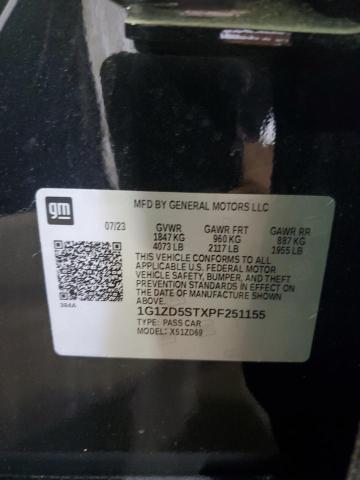 gm
MFD BY GENERAL MOTORS LLC
07/23 GVWR GAWR FRT GAWR RR
1847 KG 960 KG 887 KG
4073 LB 2117 LB 1955 LB
THIS VEHICLE CONFORMS TO ALL
APPLICABLE U.S. FEDERAL MOTOR
VEHICLE SAFETY, BUMPER, AND THEFT
PREVENTION STANDARDS IN EFFECT ON
THE DATE OF MANUFACTURE SHOWN ABOVE.
1G1ZD5STXPF251155
TYPE: PASS CAR
MODEL: XS1ZD69
384A